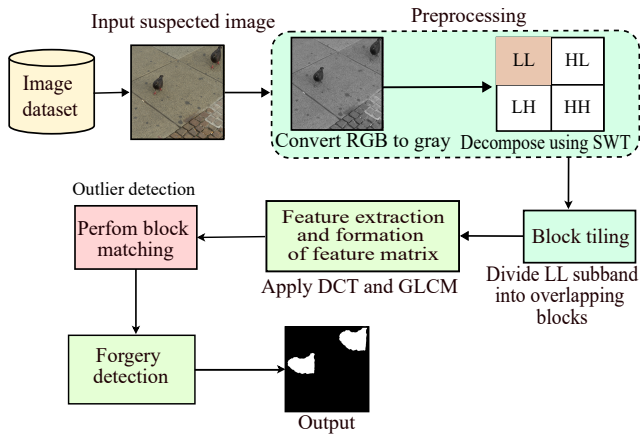 Input suspected image
Preprocessing
Image
dataset
LL
HL
LH
HH
Convert RGB to gray
Decompose using SWT
Outlier detection
Perfom block
matching
Feature extraction
and formation
of feature matrix
Apply DCT and GLCM
Block tiling
Divide LL subband
into overlapping
blocks
Forgery
detection
Output